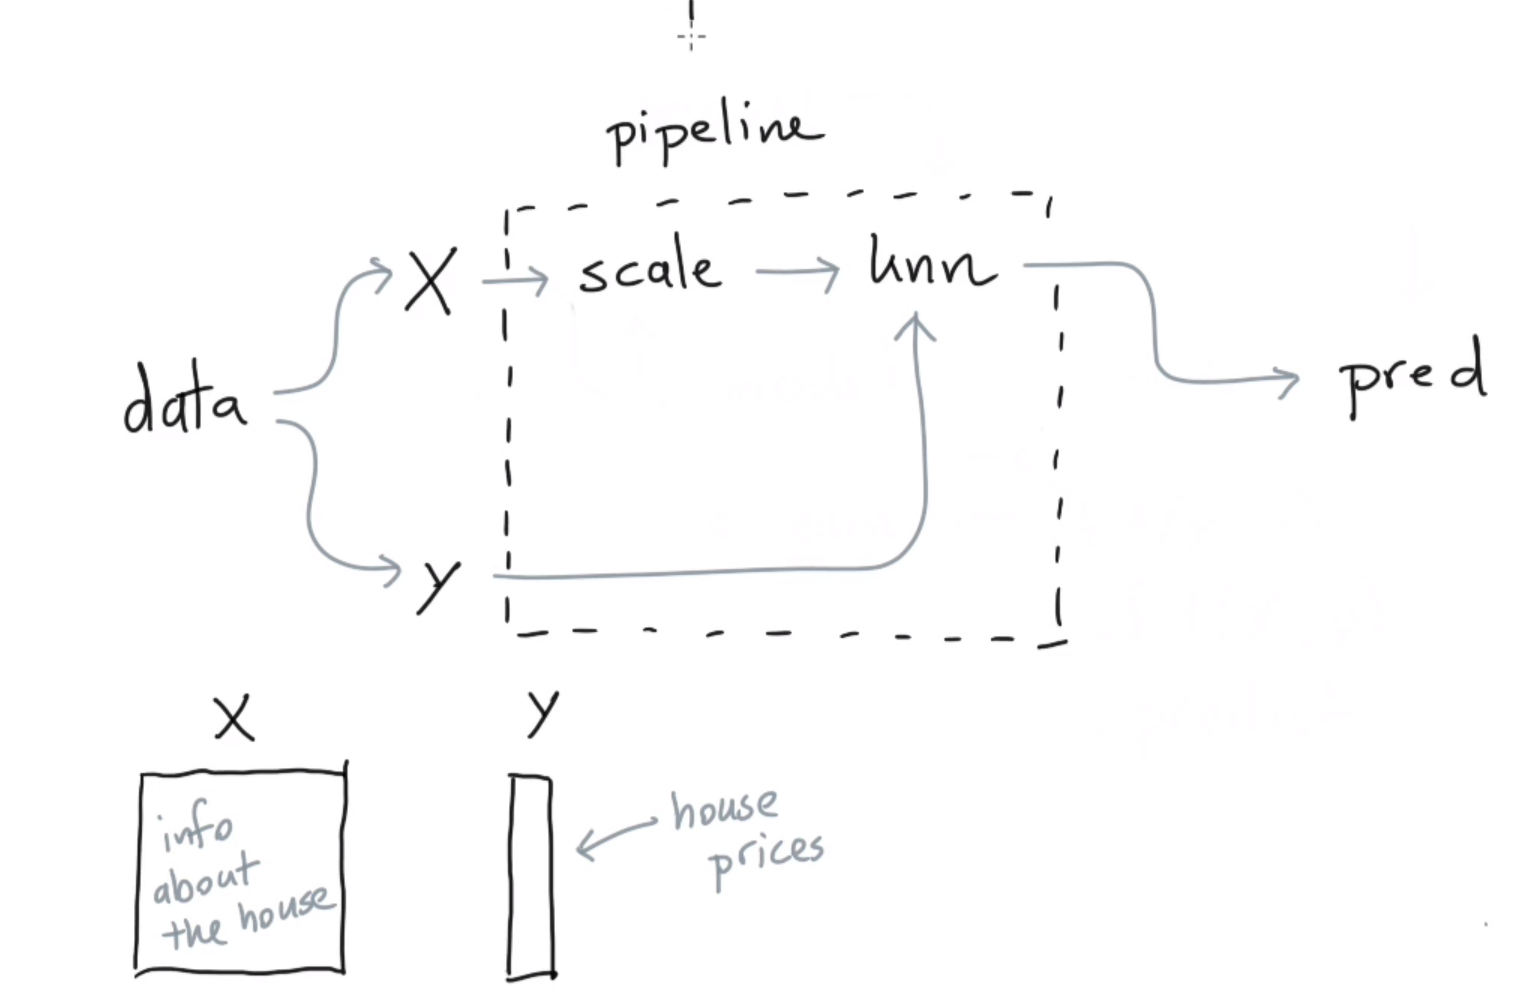 pipeline
X scale knn
data pred
y
X y
info
about
the house
house
prices